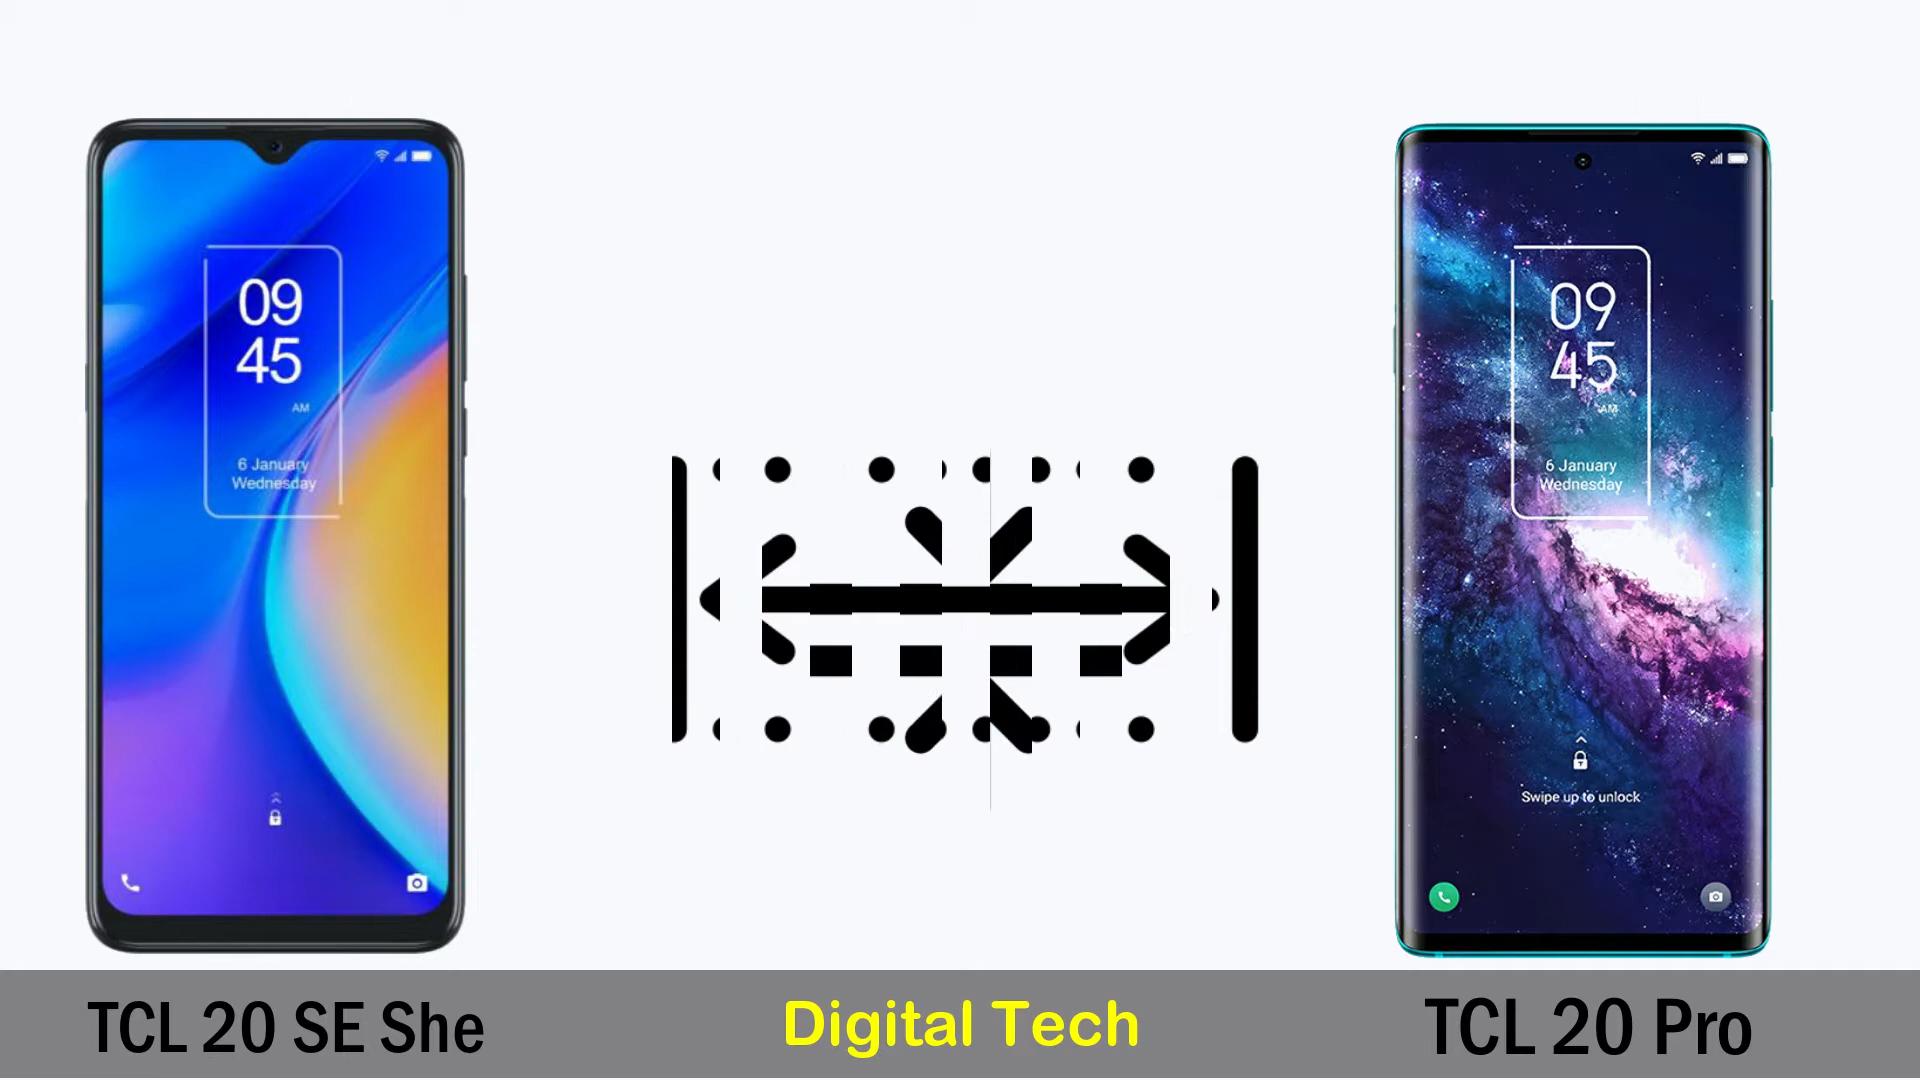 09
45
AM
6 January
Wednesday
09
45
AM
6 January
Wednesday
Swipe up to unlock
TCL 20 SE She
Digital Tech
TCL 20 Pro